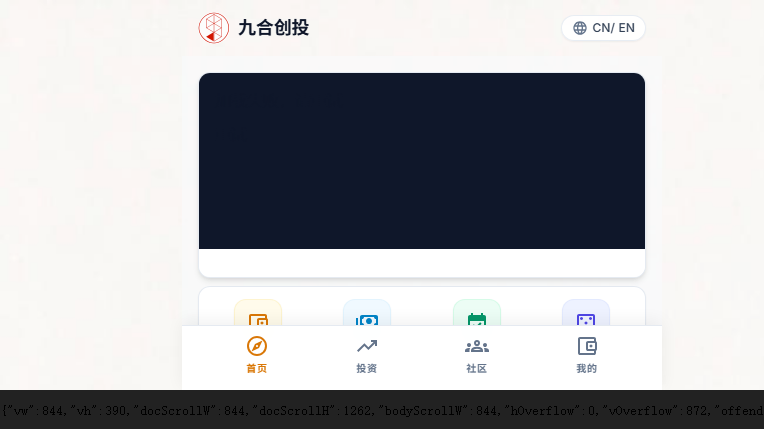 九合创投
CN/ EN
首页
投资
社区
我的
{"vw":844,"vh":390,"docScrollW":844,"docScrollH":1262,"bodyScrollW":844,"hOverflow":0,"vOverflow":872,"offend